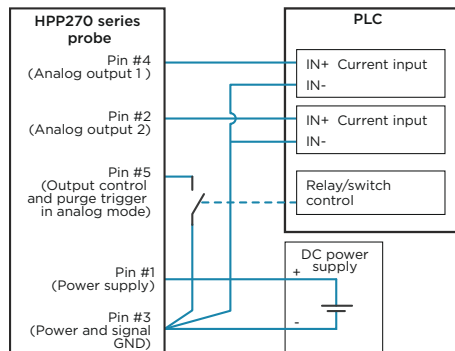 HPP270 series
probe
PLC
Pin #4
(Analog output 1 )
IN+ Current input
IN-
Pin #2
(Analog output 2)
IN+ Current input
IN-
Pin #5
(Output control
and purge trigger
in analog mode)
Relay/switch
control
DC power
supply
Pin #1
(Power supply)
+
Pin #3
(Power and signal
GND)
-